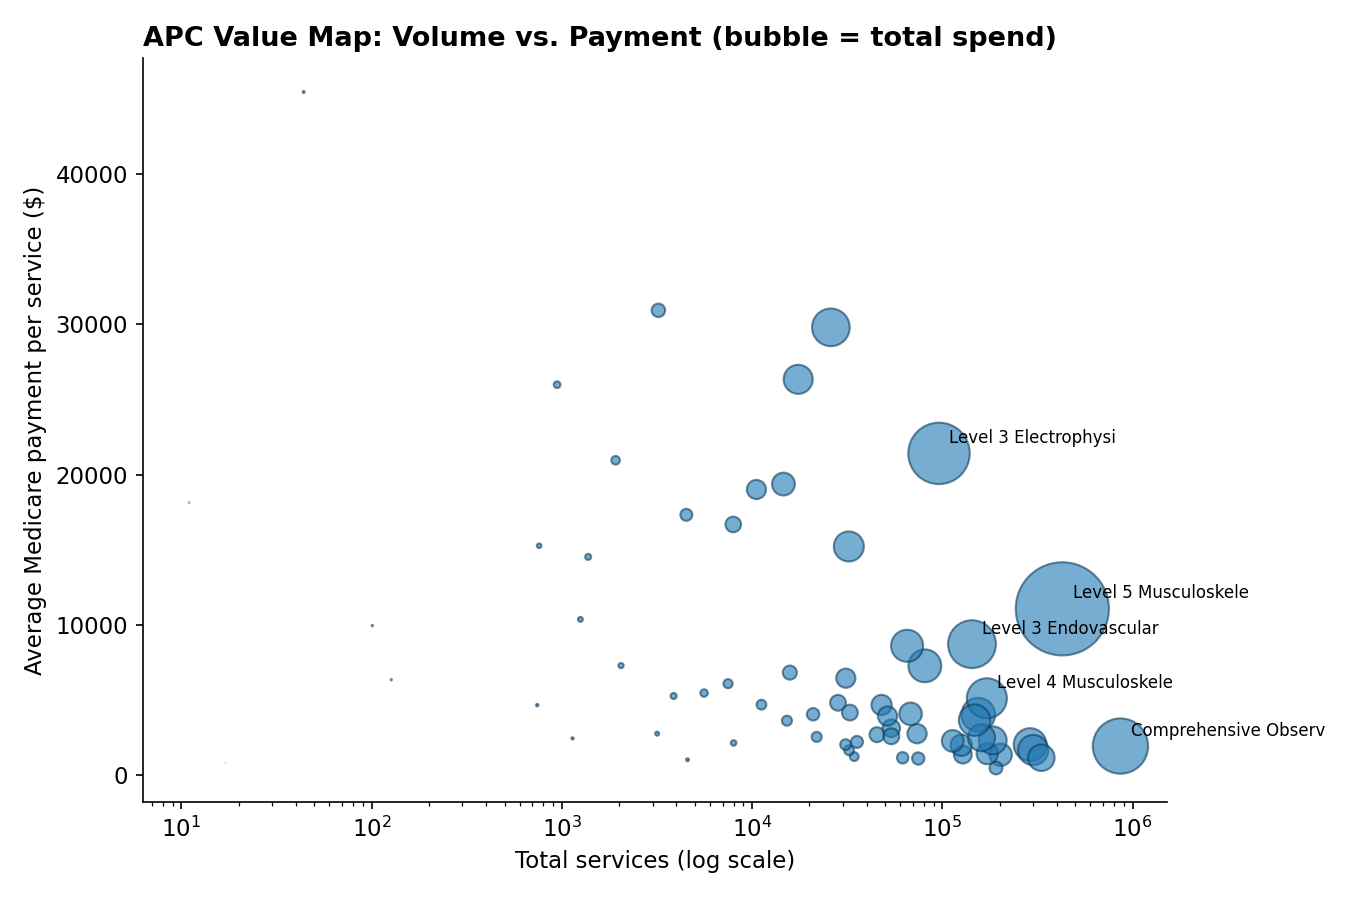 APC Value Map: Volume vs. Payment (bubble = total spend)
Average Medicare payment per service ($)
40000
30000
20000
10000
0
Level 3 Electrophysi
Level 5 Musculoskele
Level 3 Endovascular
Level 4 Musculoskele
Comprehensive Observ
10¹ 10² 10³ 10⁴ 10⁵ 10⁶
Total services (log scale)